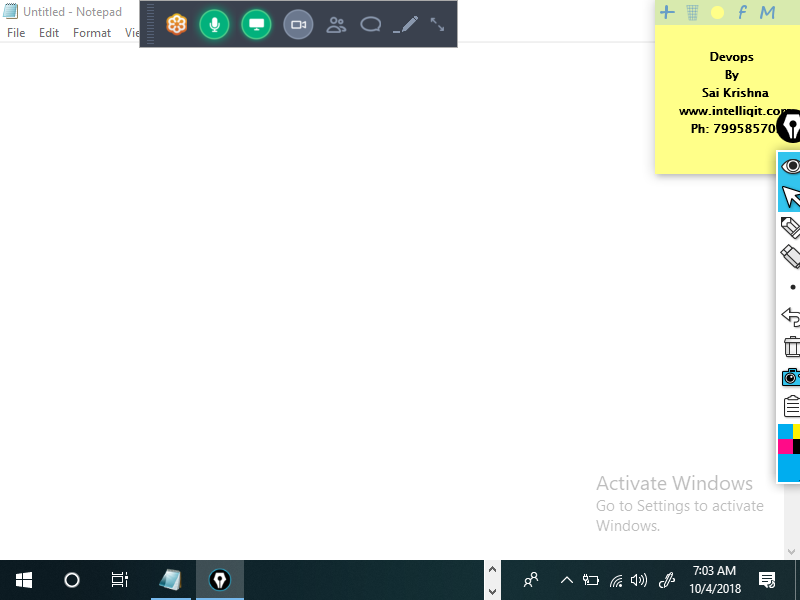 Untitled - Notepad
File Edit Format
f M
Devops
By
Sai Krishna
www.intelliqit.com
Ph: 79958570
Activate Windows
Go to Settings to activate
Windows.
7:03 AM
10/4/2018